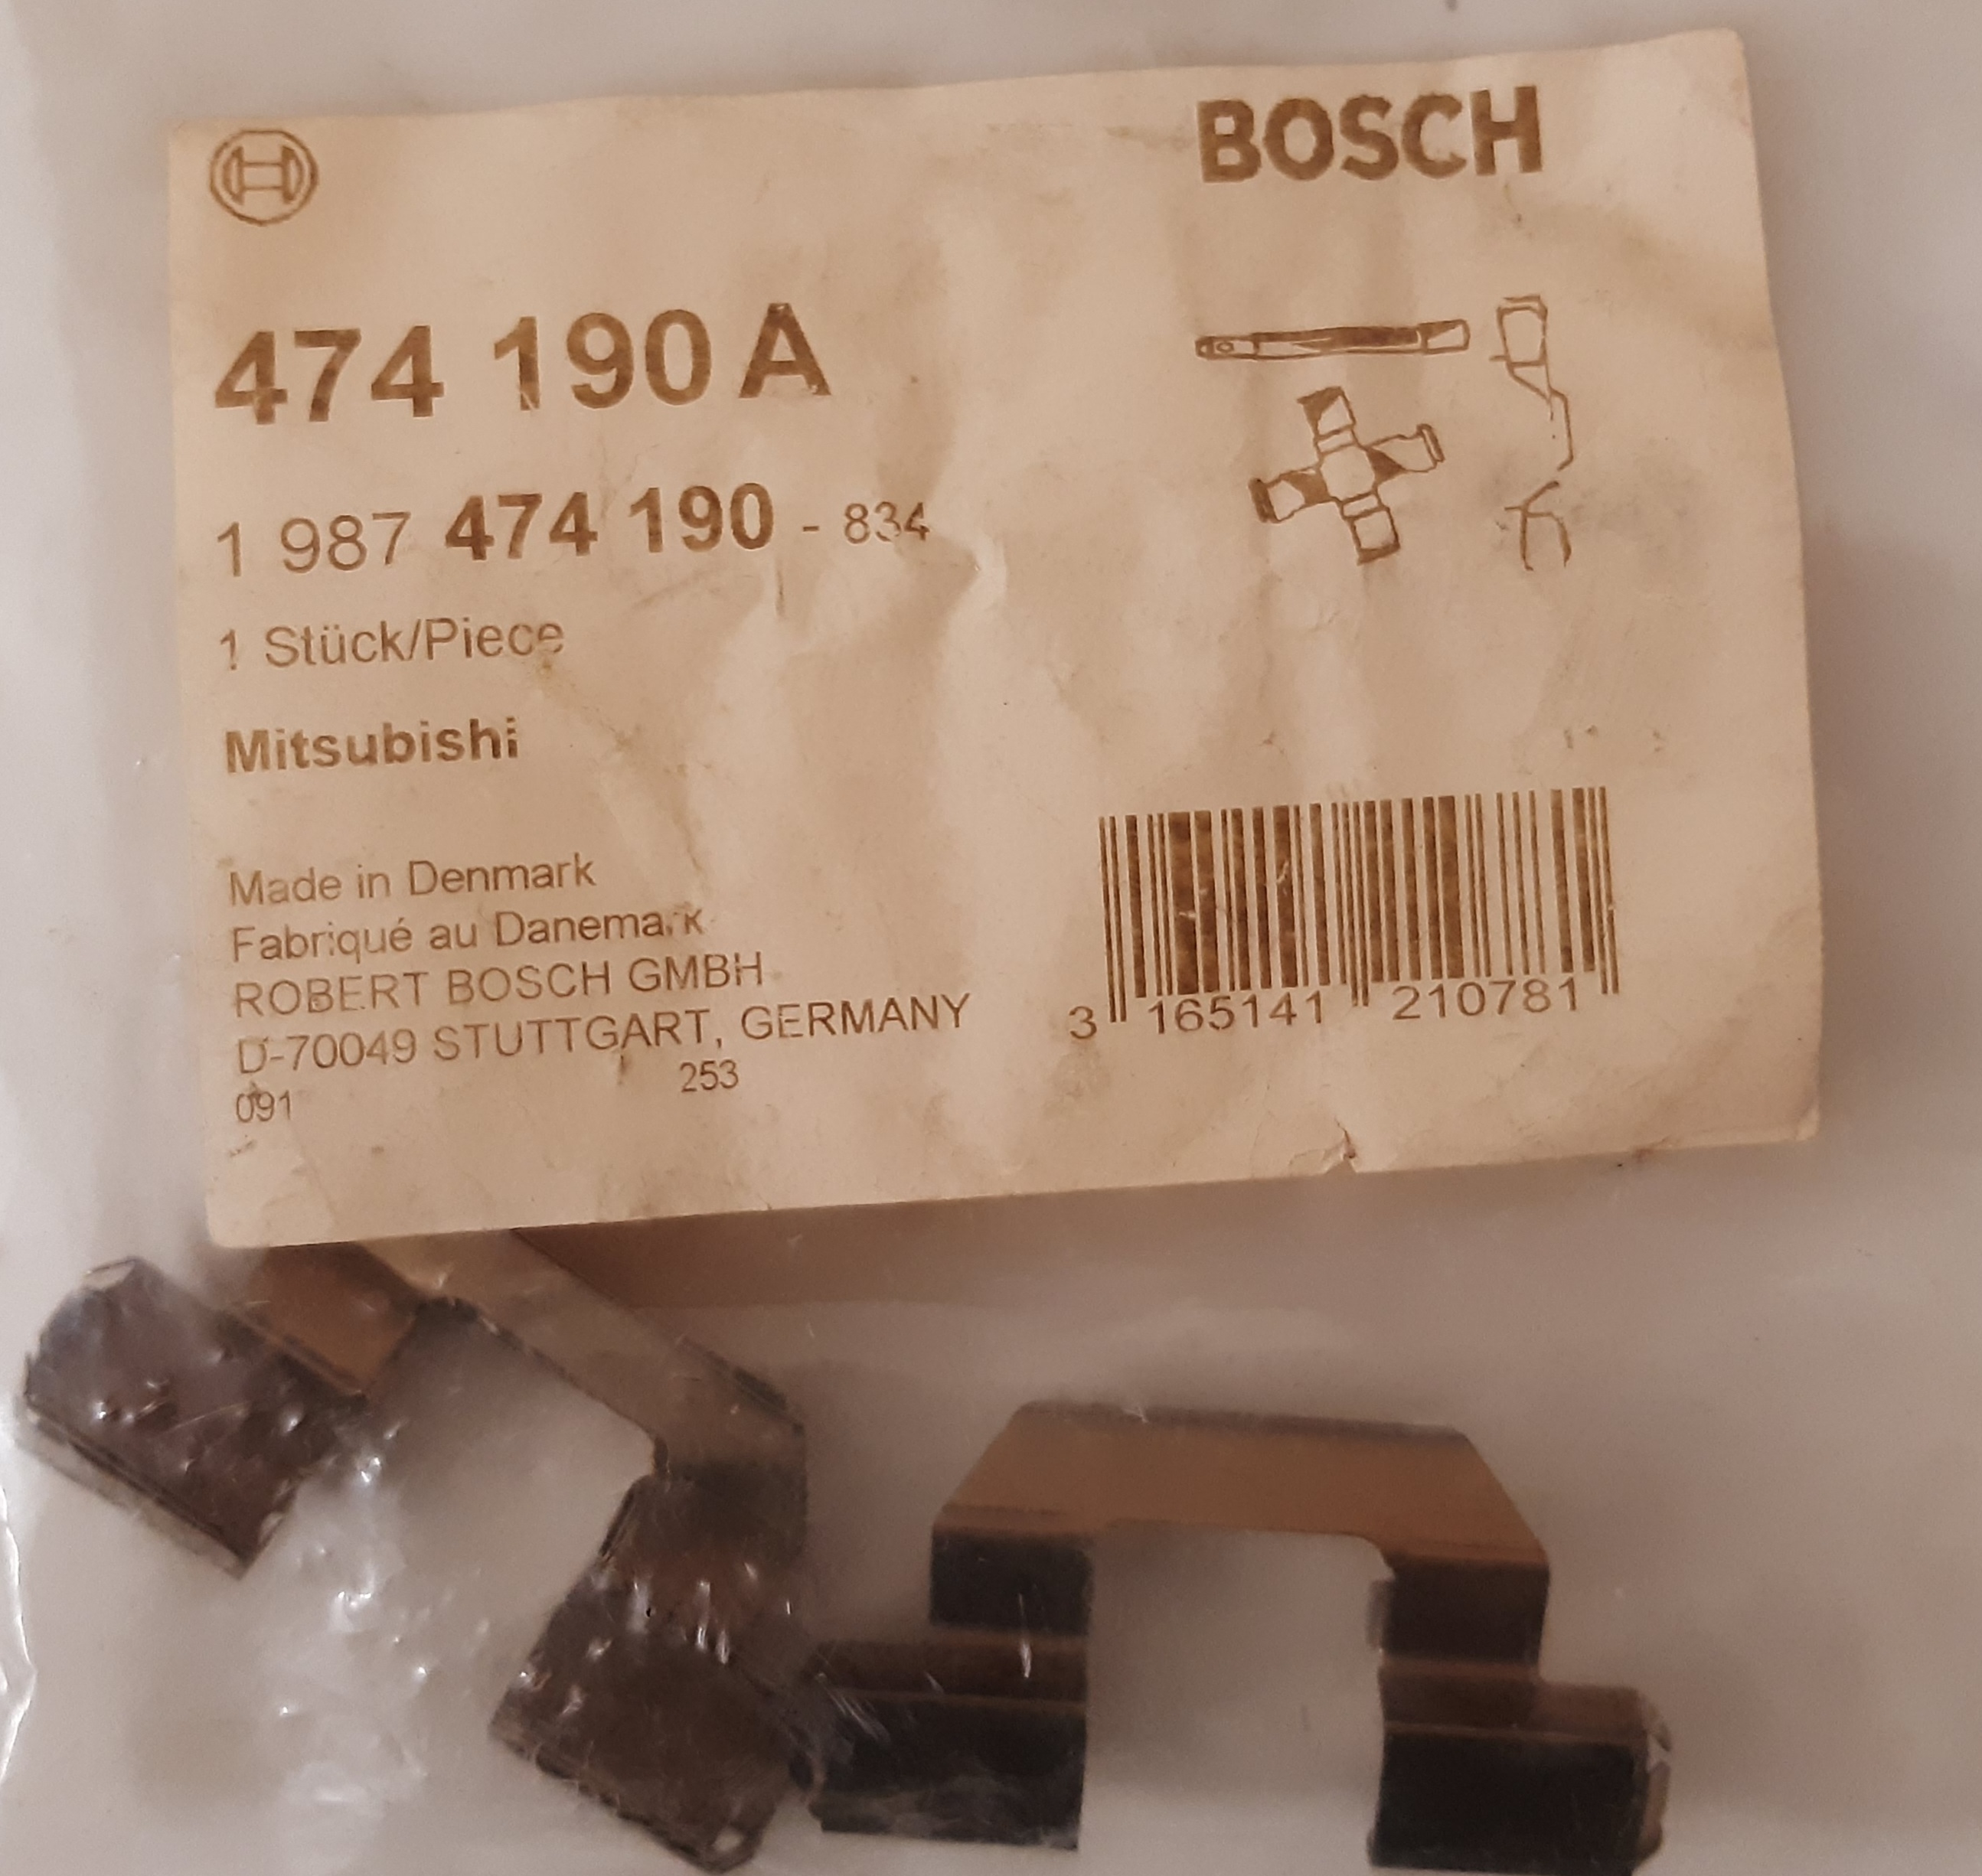 BOSCH
474 190 A
1 987 474 190 - 834
1 Stück/Piece
Mitsubishi
Made in Denmark
Fabriqué au Danemark
ROBERT BOSCH GMBH
D-70049 STUTTGART, GERMANY
091 253
3 165141 210781